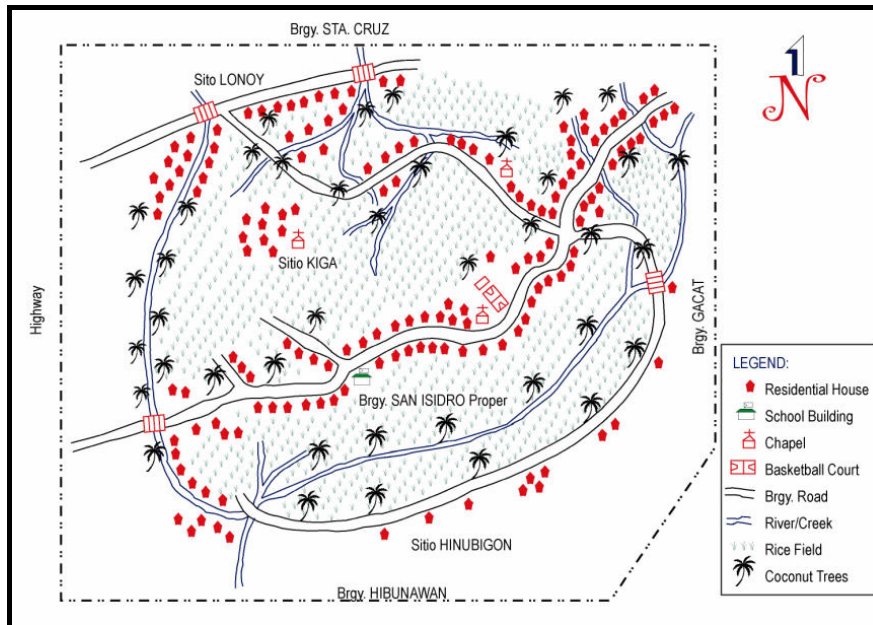 Brgy. STA. CRUZ
Sito LONOY
N
Sitio KIGA
Highway
Brgy. GACAT
Brgy. SAN ISIDRO Proper
Sitio HINUBIGON
Brgy. HIBUNAWAN
LEGEND:
Residential House
School Building
Chapel
Basketball Court
Brgy. Road
River/Creek
Rice Field
Coconut Trees